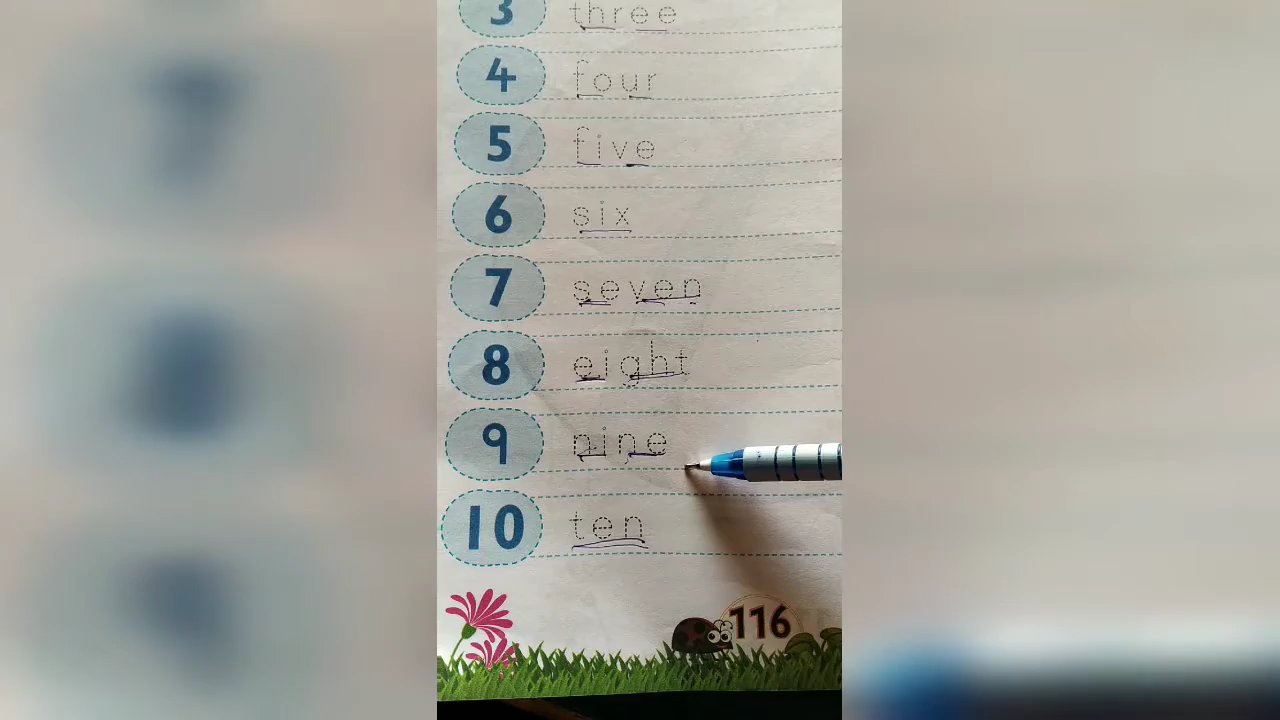 3 three
4 four
5 five
6 six
7 seven
8 eight
9 nine
10 ten
116